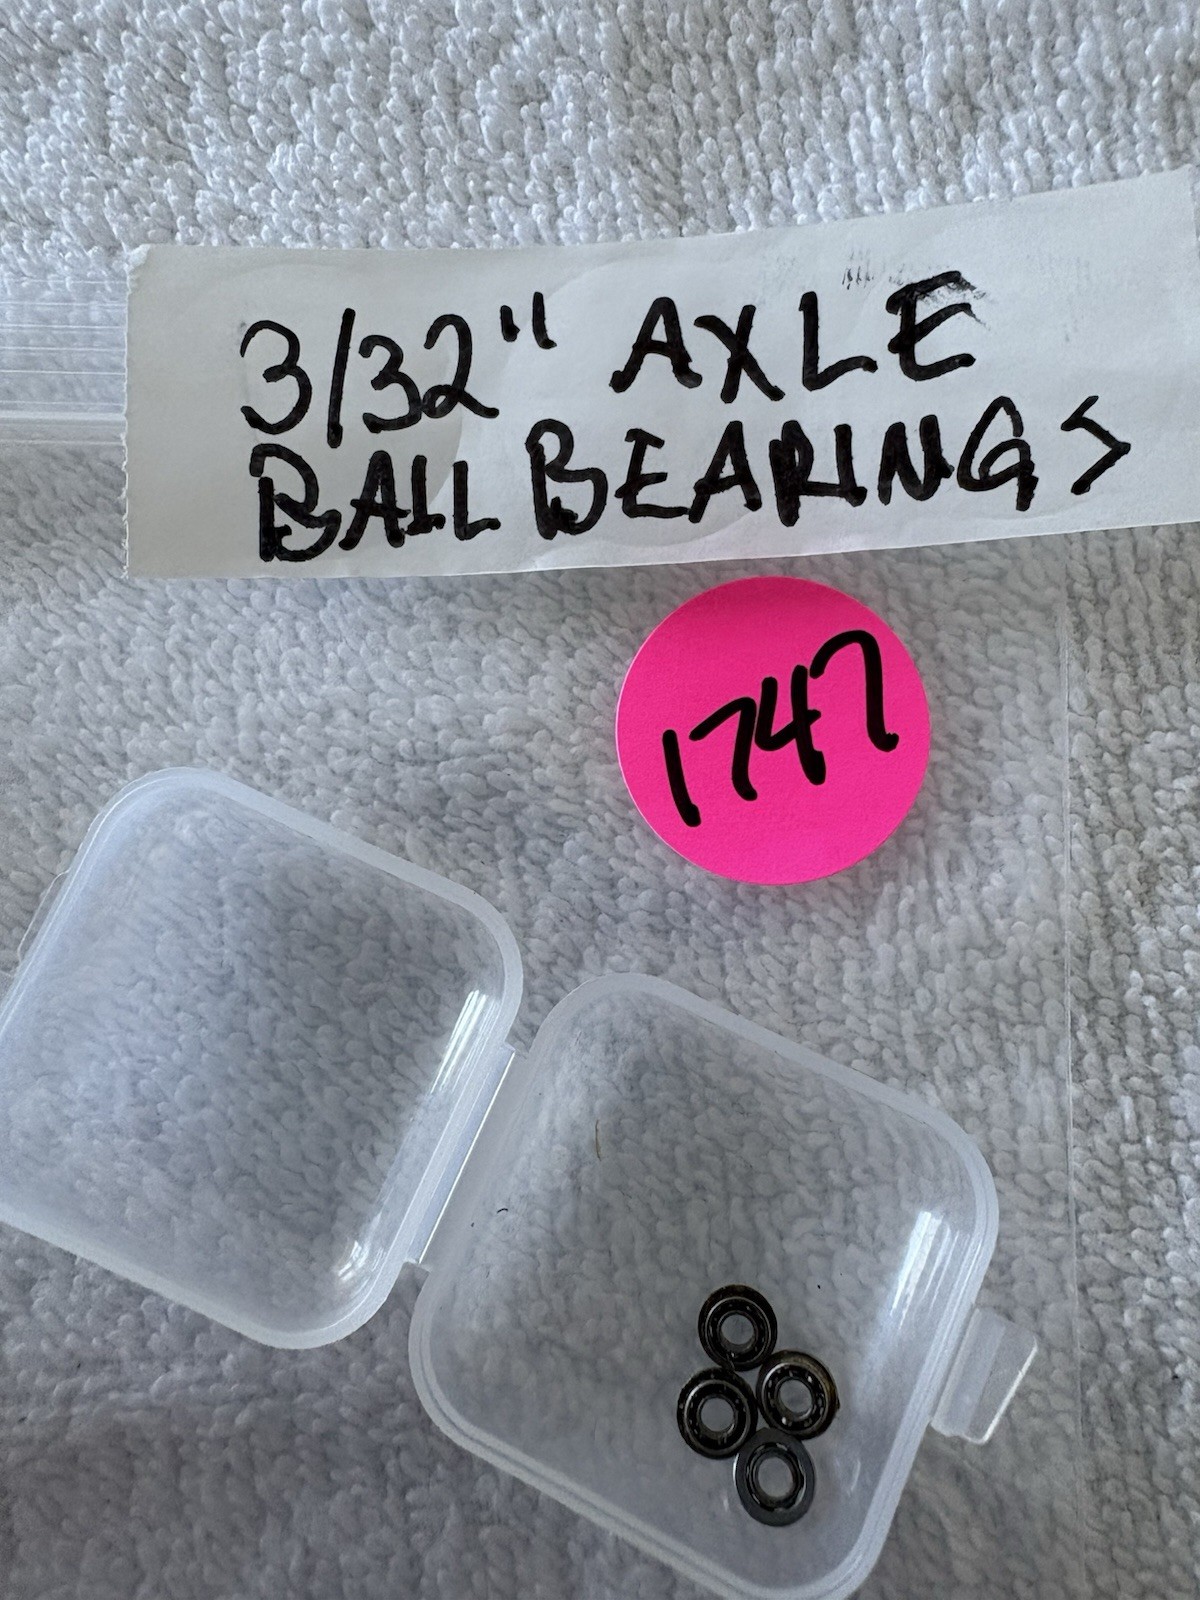 3/32" AXLE
BALL BEARINGS
1747